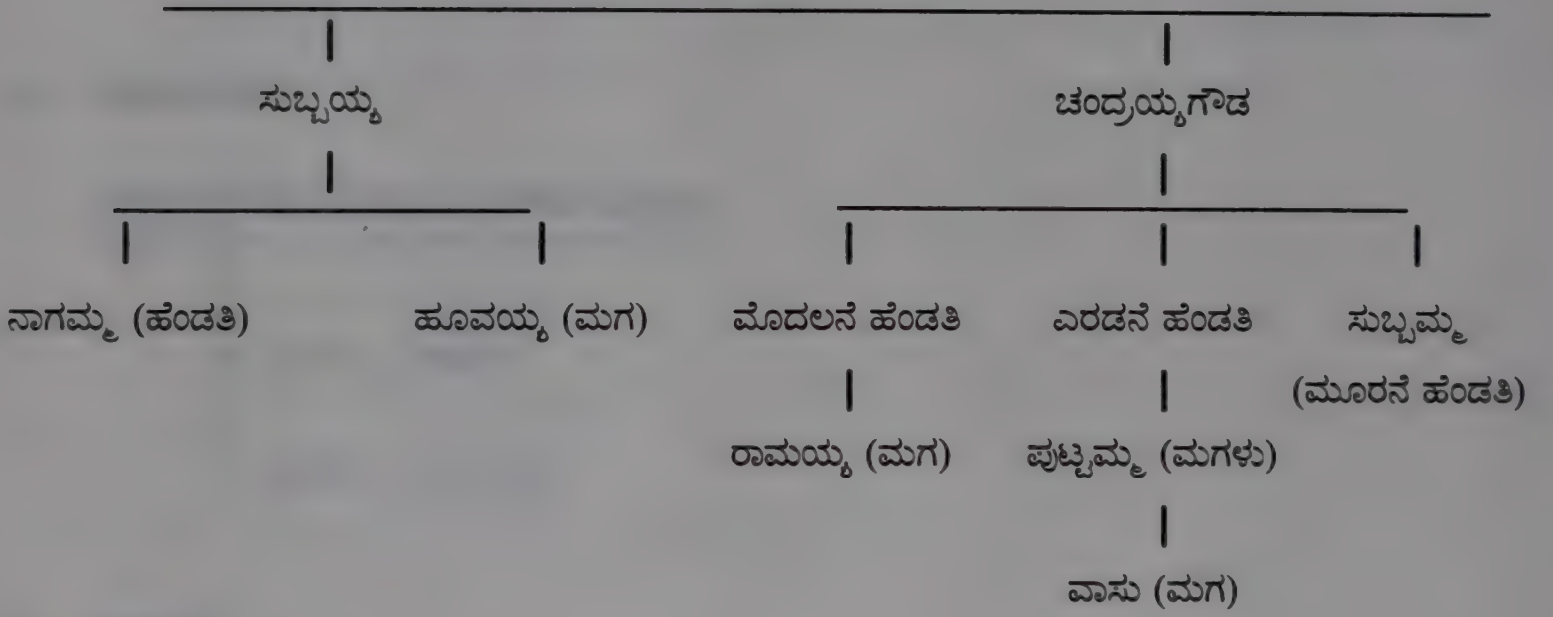 ಸುಬ್ಬಯ್ಯ ಚಂದ್ರಯ್ಯಗೌಡ
ನಾಗಮ್ಮ (ಹೆಂಡತಿ) ಹೂವಯ್ಯ (ಮಗ) ಮೊದಲನೆ ಹೆಂಡತಿ ಎರಡನೆ ಹೆಂಡತಿ ಸುಬ್ಬಮ್ಮ
(ಮೂರನೆ ಹೆಂಡತಿ)
ರಾಮಯ್ಯ (ಮಗ) ಪುಟ್ಟಮ್ಮ (ಮಗಳು)
ವಾಸು (ಮಗ)